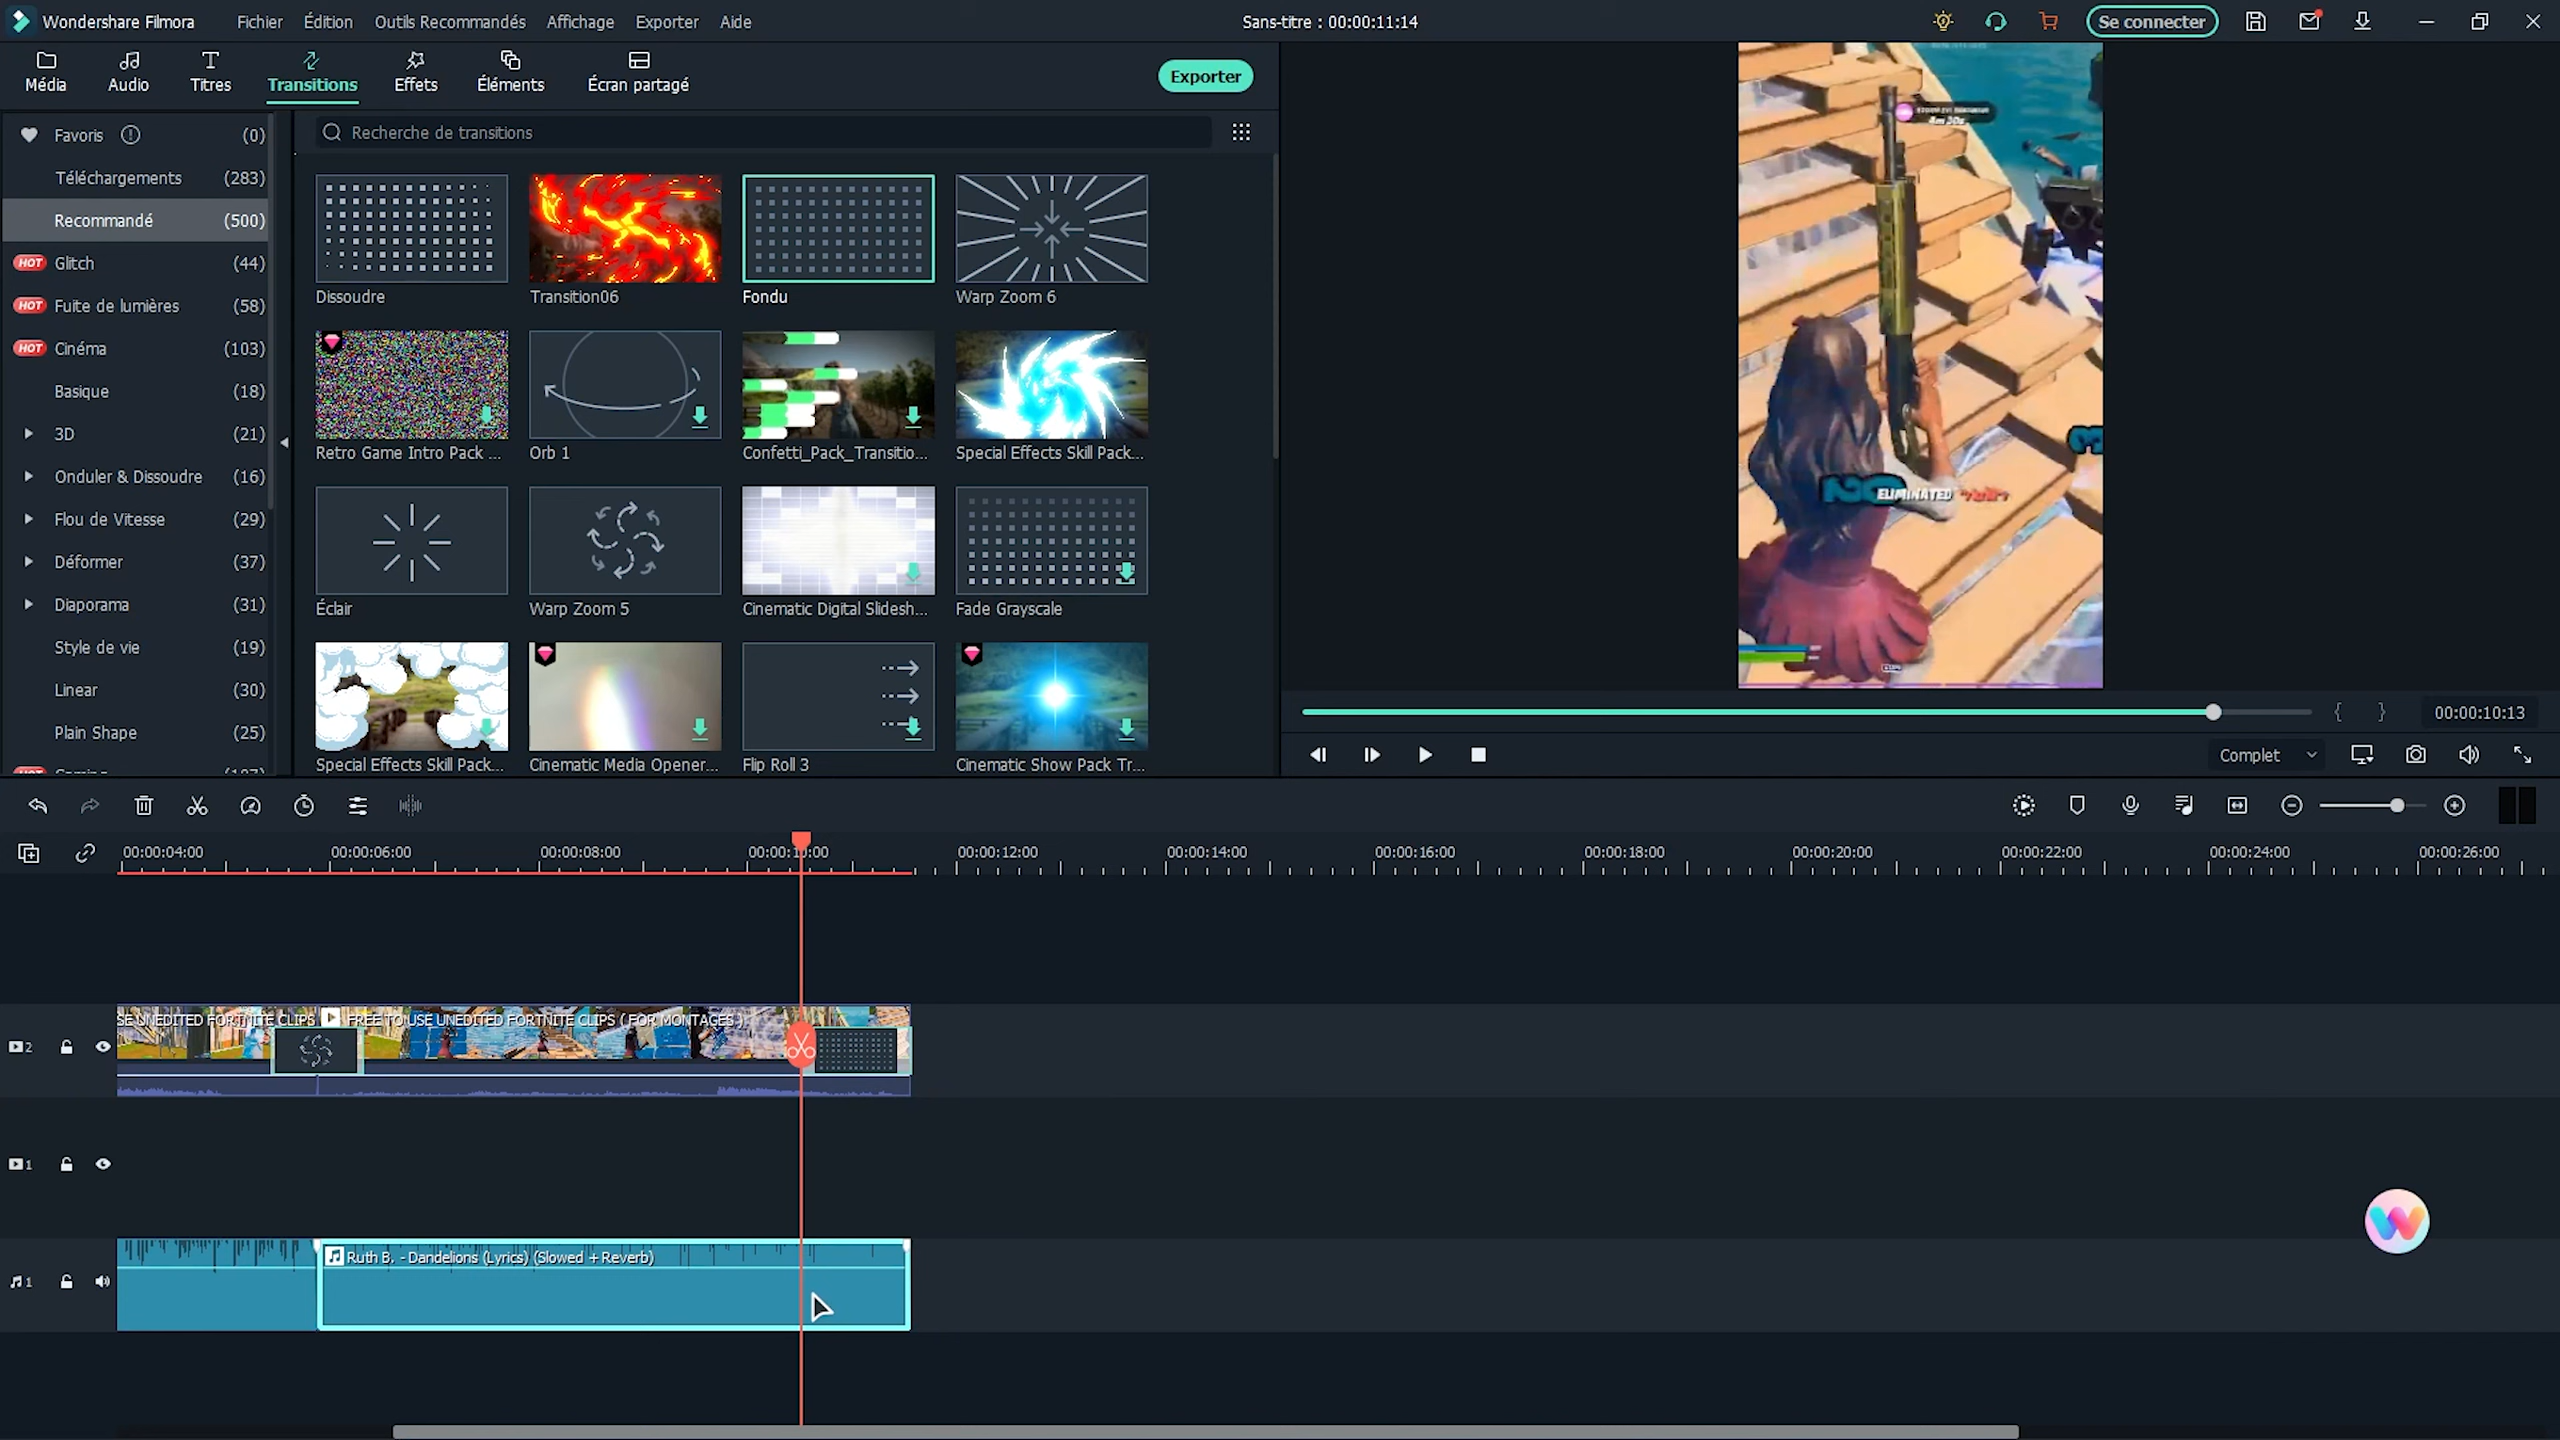 Wondershare Filmora
Fichier
Édition
Outils Recommandés
Affichage
Exporter
Aide
Sans-titre : 00:00:11:14
Se connecter
Média
Audio
Titres
Transitions
Effets
Éléments
Écran partagé
Exporter
Favoris (0)
Téléchargements (283)
Recommandé (500)
HOT Glitch (44)
HOT Fuite de lumières (58)
HOT Cinéma (103)
Basique (18)
3D (21)
Onduler & Dissoudre (16)
Flou de Vitesse (29)
Déformer (37)
Diaporama (31)
Style de vie (19)
Linear (30)
Plain Shape (25)
Recherche de transitions
Dissoudre
Transition06
Fondu
Warp Zoom 6
Retro Game Intro Pack ...
Orb 1
Confetti_Pack_Transitio...
Special Effects Skill Pack...
Éclair
Warp Zoom 5
Cinematic Digital Slidesh...
Fade Grayscale
Special Effects Skill Pack...
Cinematic Media Opener...
Flip Roll 3
Cinematic Show Pack Tr...
4m 30s
ELIMINATED
{ }
00:00:10:13
Complet
00:00:04:00
00:00:06:00
00:00:08:00
00:00:10:00
00:00:12:00
00:00:14:00
00:00:16:00
00:00:18:00
00:00:20:00
00:00:22:00
00:00:24:00
00:00:26:00
SE UNEDITED FORTNITE CLIPS
FREE TO USE UNEDITED FORTNITE CLIPS ( FOR MONTAGES )
2
1
Ruth B. - Dandelions (Lyrics) (Slowed + Reverb)
1